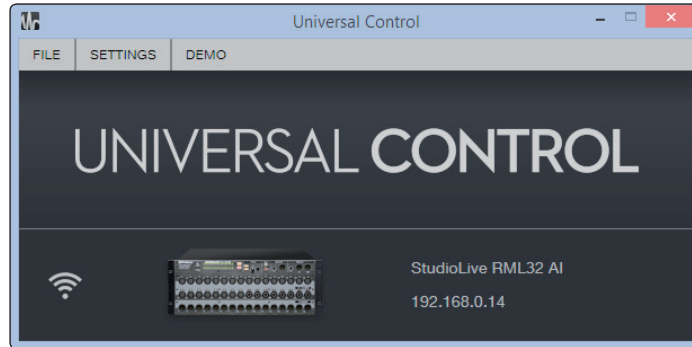 Universal Control
FILE SETTINGS DEMO
UNIVERSAL CONTROL
StudioLive RML32 AI
192.168.0.14